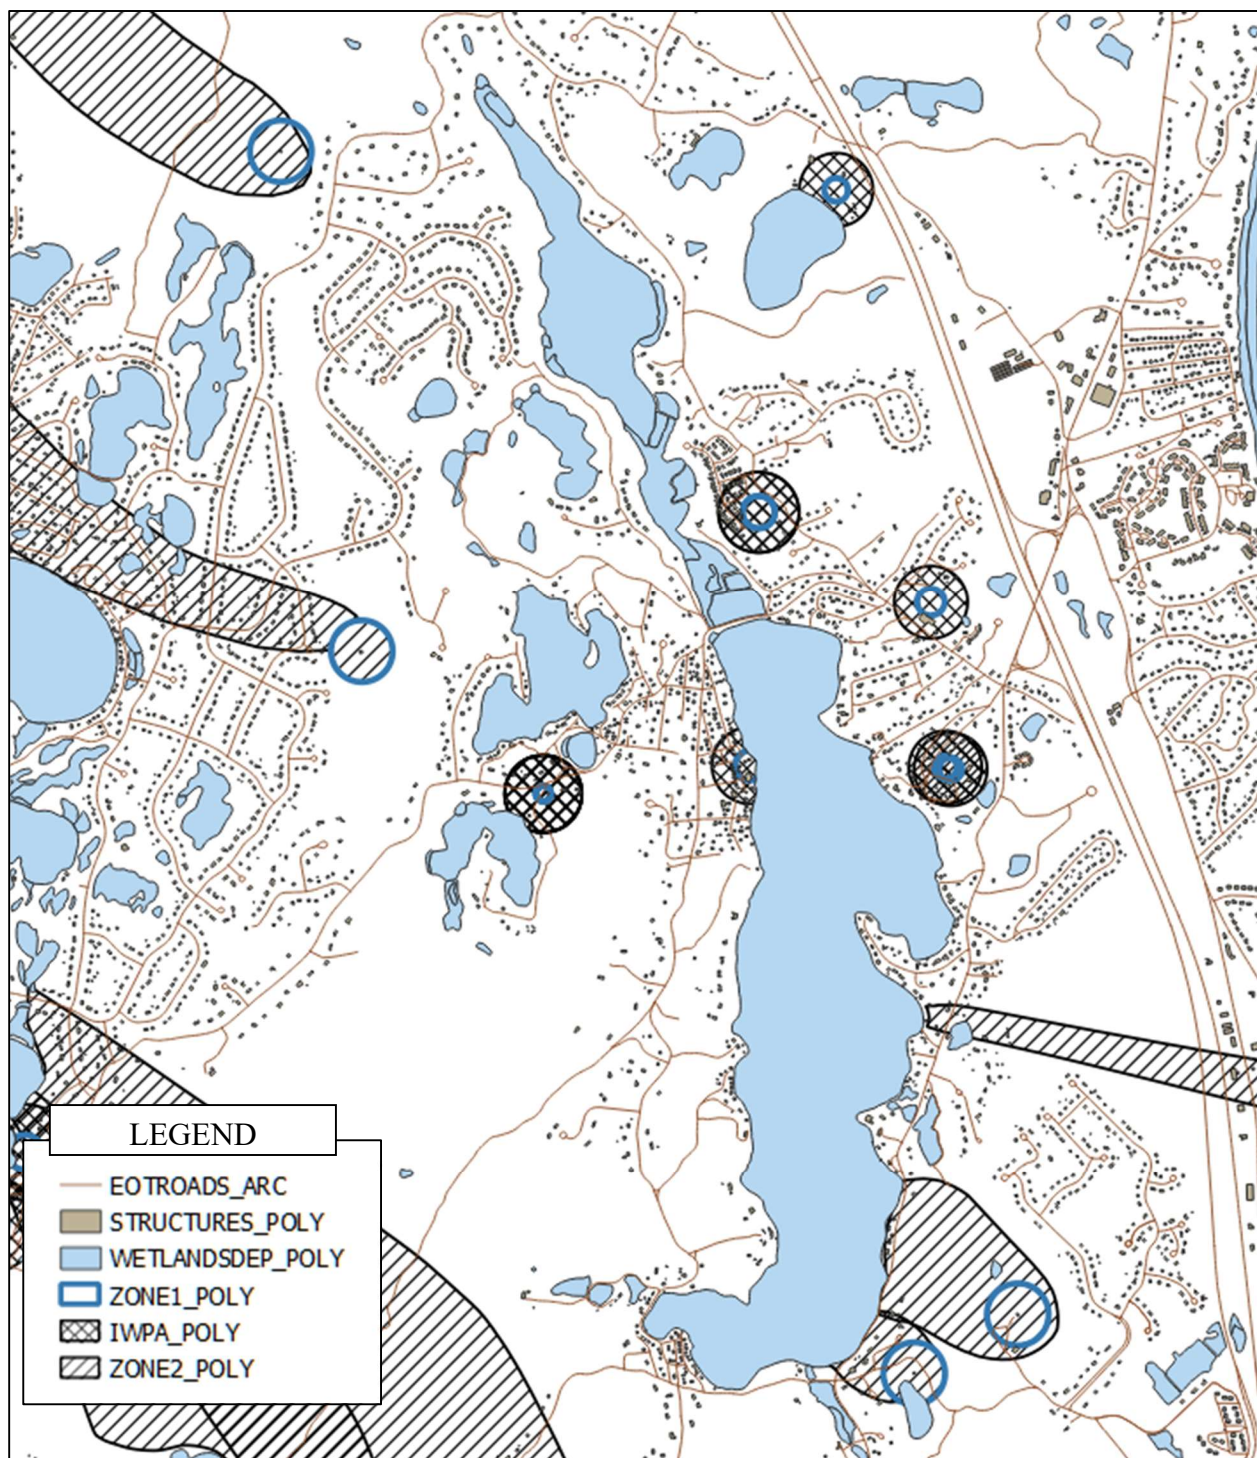 LEGEND
EOTROADS_ARC
STRUCTURES_POLY
WETLANDSDEP_POLY
ZONE1_POLY
IWPA_POLY
ZONE2_POLY